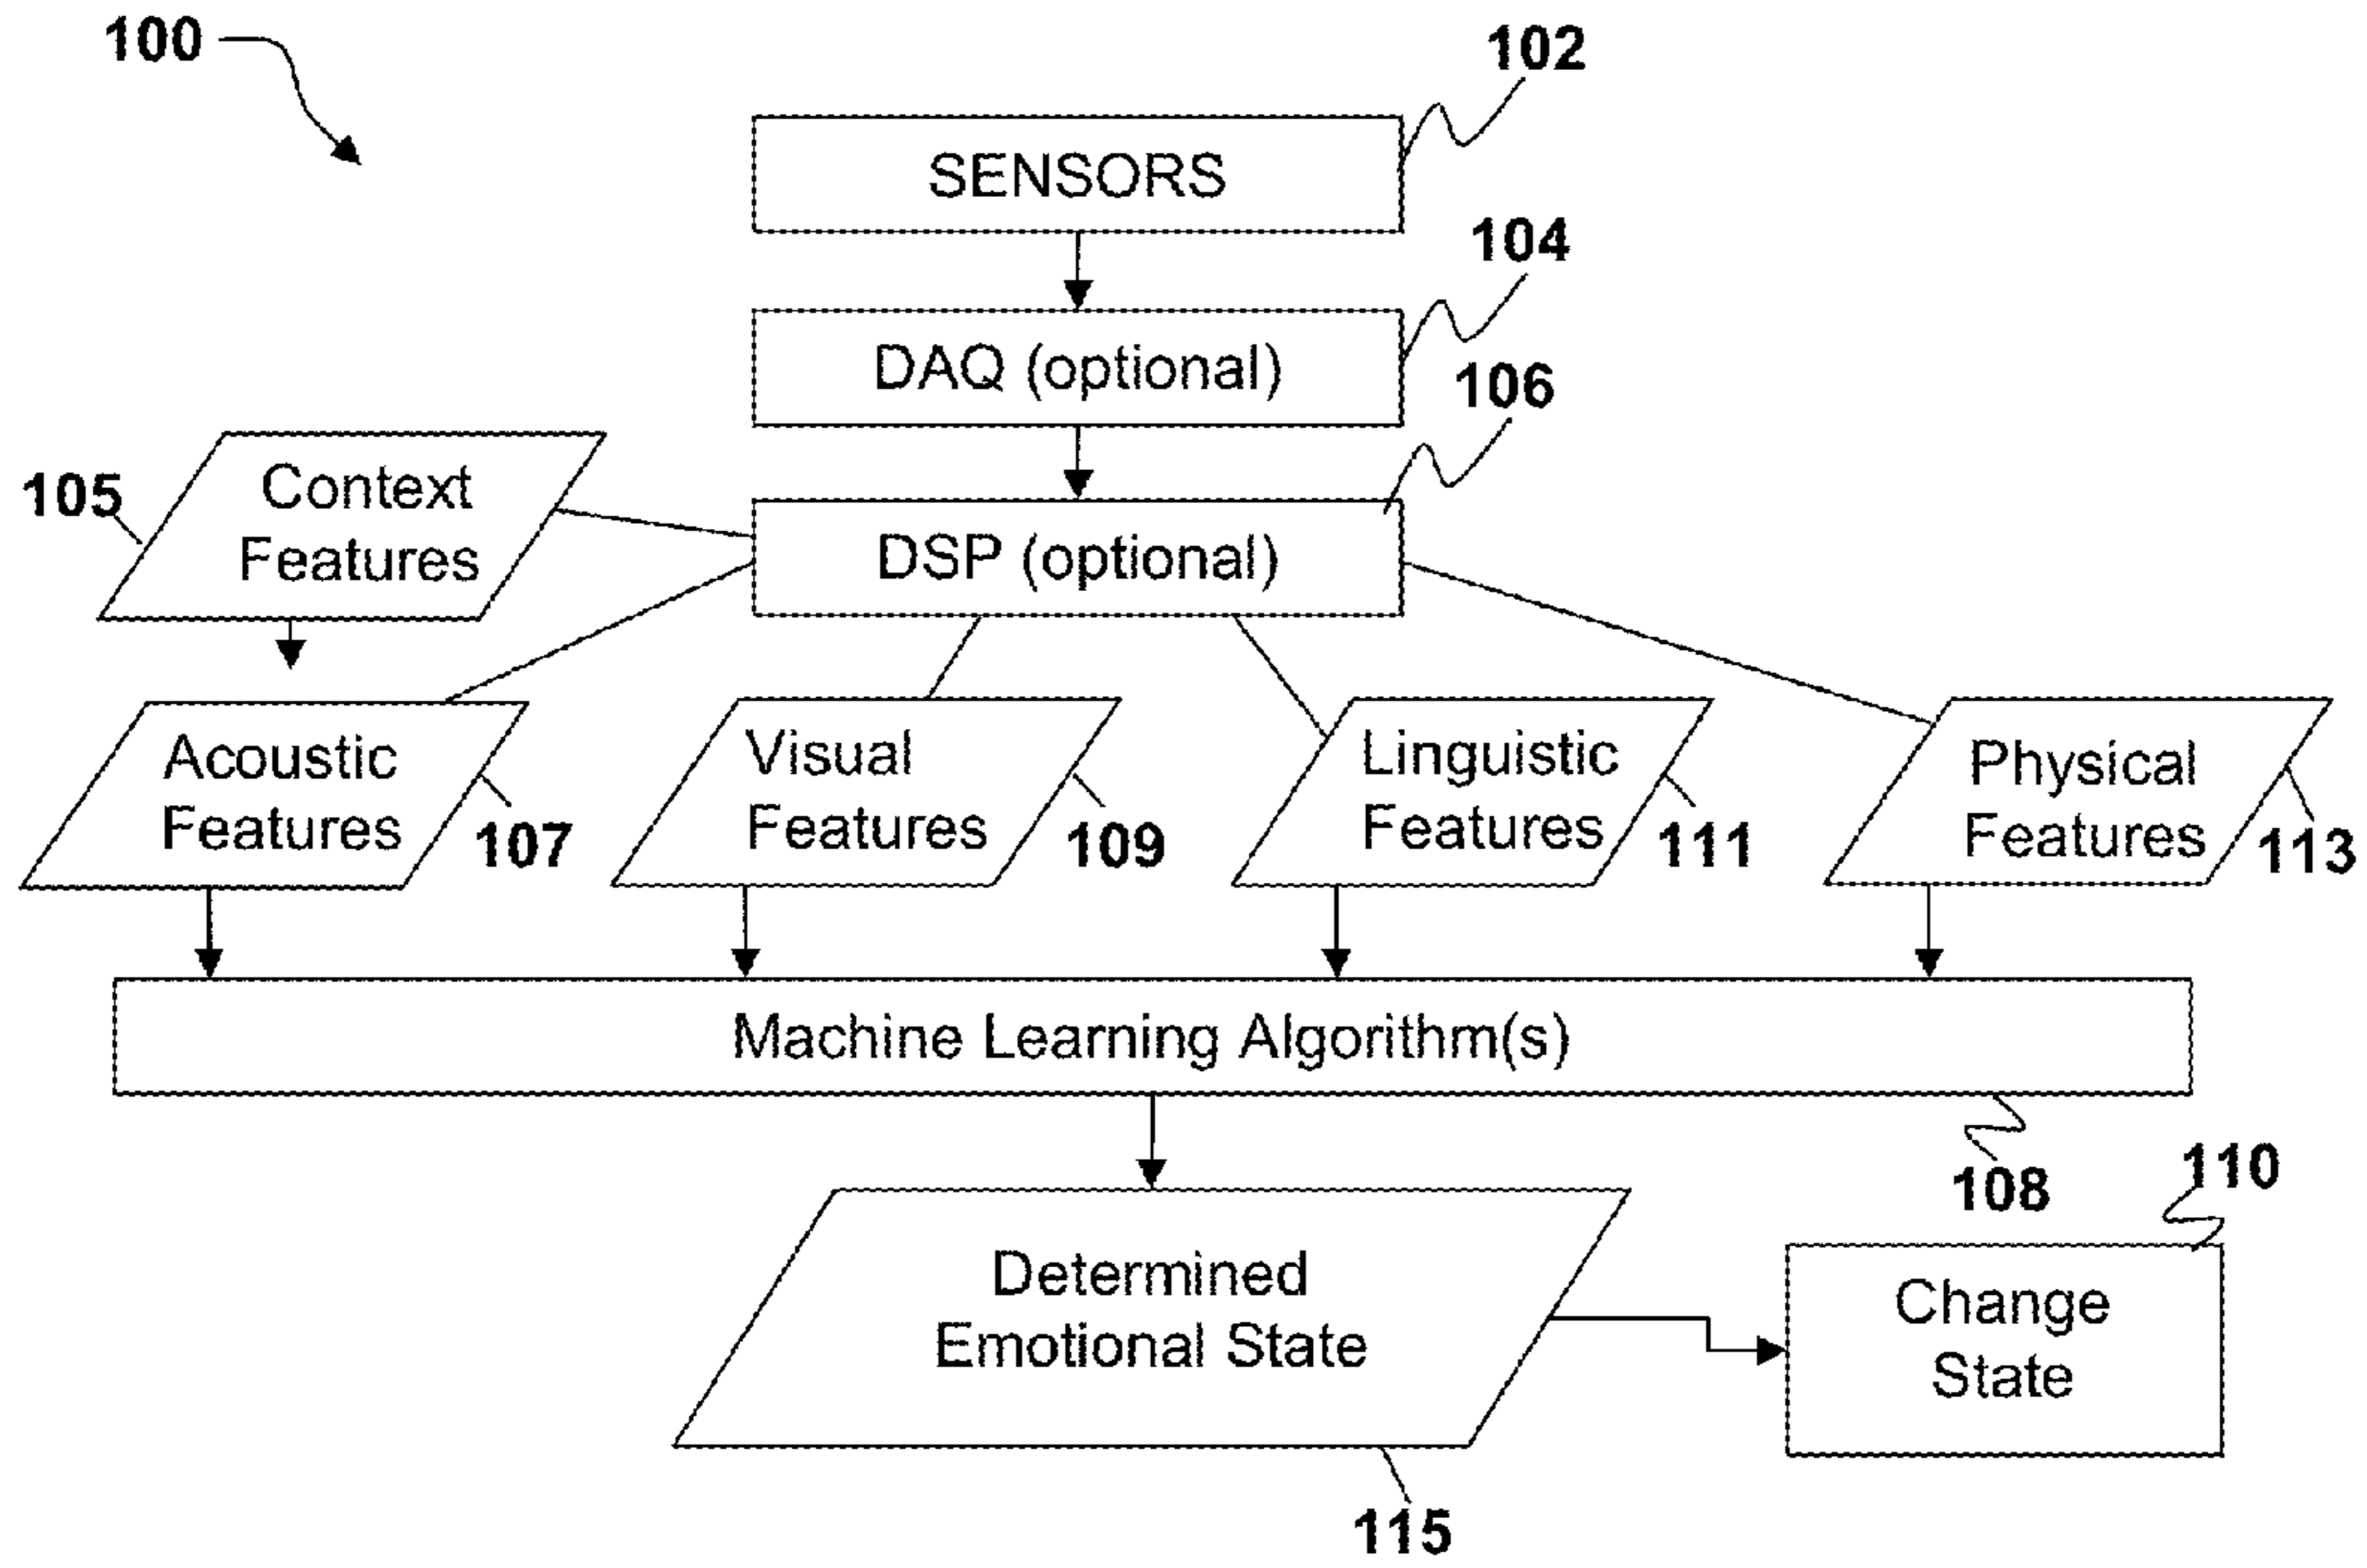 100
102
SENSORS
104
DAQ (optional)
106
105
Context
Features
DSP (optional)
Acoustic
Features
107
Visual
Features
109
Linguistic
Features
111
Physical
Features
113
Machine Learning Algorithm(s)
108
110
Determined
Emotional State
Change
State
115